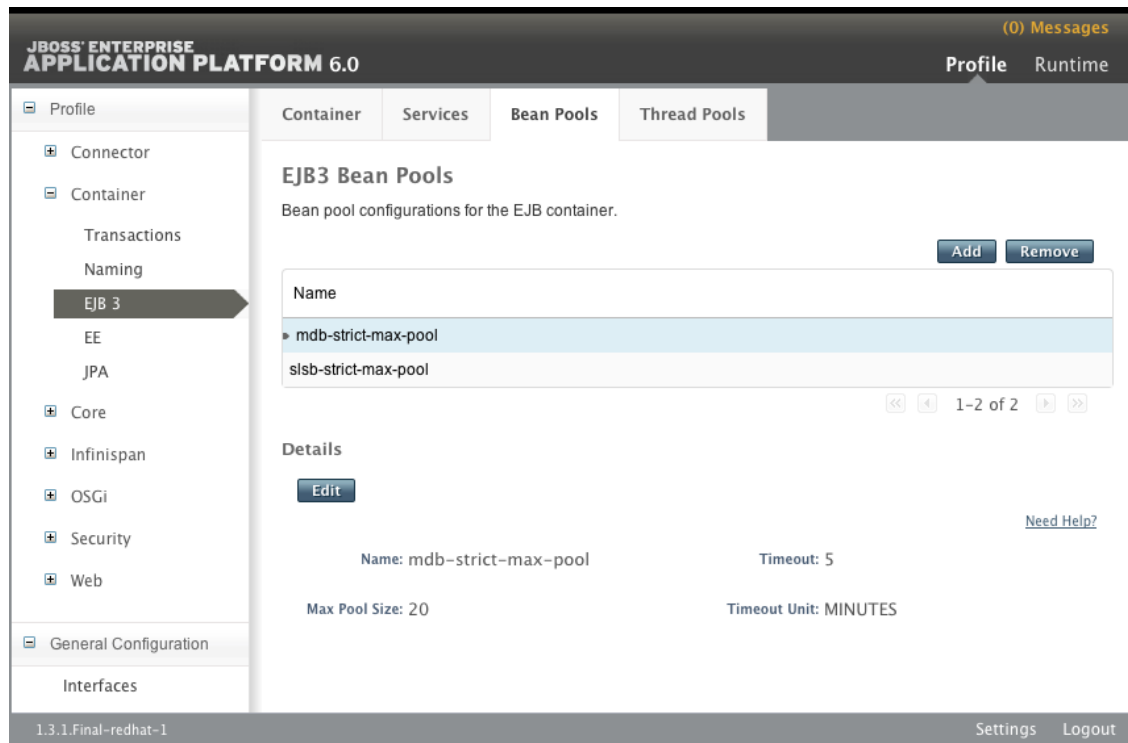 (0) Messages
JBOSS' ENTERPRISE
APPLICATION PLATFORM 6.0
Profile Runtime
Profile
Connector
Container
Transactions
Naming
EJB 3
EE
JPA
Core
Infinispan
OSGi
Security
Web
General Configuration
Interfaces
Container Services Bean Pools Thread Pools
EJB3 Bean Pools
Bean pool configurations for the EJB container.
Add Remove
Name
mdb-strict-max-pool
slsb-strict-max-pool
1-2 of 2
Details
Edit
Need Help?
Name: mdb-strict-max-pool Timeout: 5
Max Pool Size: 20 Timeout Unit: MINUTES
1.3.1.Final-redhat-1 Settings Logout